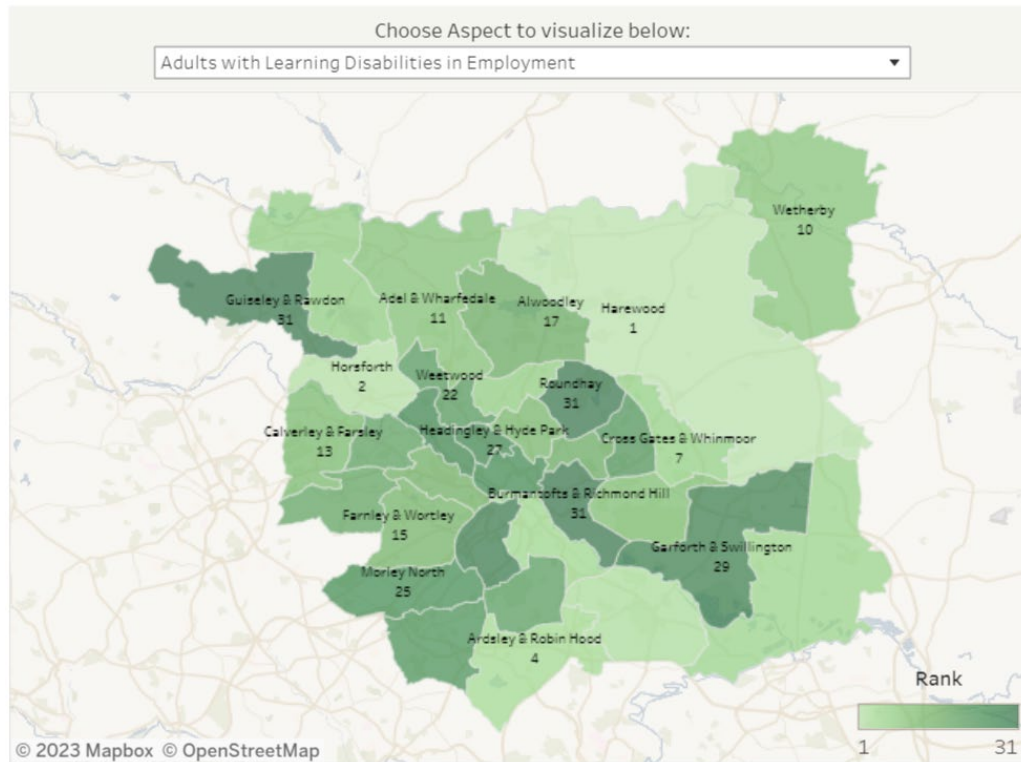 Choose Aspect to visualize below:
Adults with Learning Disabilities in Employment
Wetherby
10
Guiseley & Rawdon
31
Adel & Wharfedale
11
Alwoodley
17
Harewood
1
Horsforth
2
Weetwood
22
Roundhay
31
Calverley & Farsley
13
Headingley & Hyde Park
27
Cross Gates & Whinmoor
7
Burmantofts & Richmond Hill
31
Farnley & Wortley
15
Garforth & Swillington
29
Morley North
25
Ardsley & Robin Hood
4
Rank
1 31
© 2023 Mapbox © OpenStreetMap